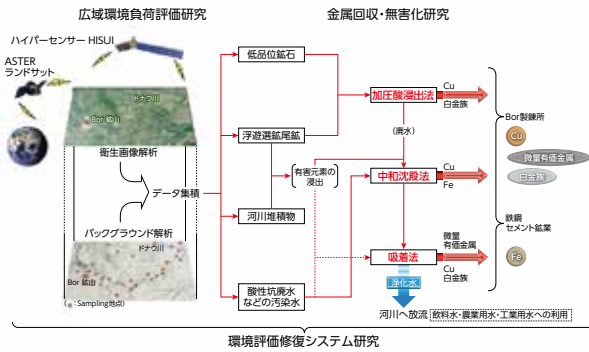 広域環境負荷評価研究
金属回収・無害化研究
ハイパーセンサー HISUI
ASTER
ランドサット
ドナウ川
Bor 鉱山
衛生画像解析
データ集積
バックグラウンド解析
ドナウ川
Bor 鉱山
(●:Sampling地点)
低品位鉱石
浮遊選鉱尾鉱
有害元素の
浸出
河川堆積物
酸性坑廃水
などの汚染水
加圧酸浸出法
Cu
白金族
(廃水)
中和沈殿法
Cu
Fe
吸着法
微量
有価金属
Cu
白金族
浄化水
河川へ放流
飲料水・農業用水・工業用水への利用
Bor製錬所
Cu
微量有価金属
白金族
鉄鋼
セメント鉱業
Fe
環境評価修復システム研究